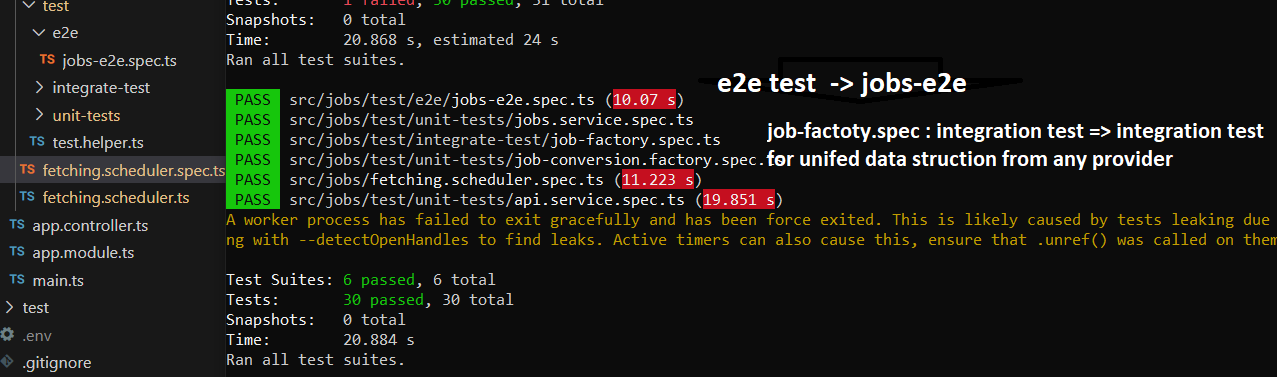 test
e2e
TS jobs-e2e.spec.ts
integrate-test
unit-tests
TS test.helper.ts
TS fetching.scheduler.spec.ts
TS fetching.scheduler.ts
TS app.controller.ts
TS app.module.ts
TS main.ts
test
.env
.gitignore
Tests: 1 failed, 30 passed, 31 total
Snapshots: 0 total
Time: 20.868 s, estimated 24 s
Ran all test suites.
PASS src/jobs/test/e2e/jobs-e2e.spec.ts (10.07 s)
PASS src/jobs/test/unit-tests/jobs.service.spec.ts
PASS src/jobs/test/integrate-test/job-factory.spec.ts
PASS src/jobs/test/unit-tests/job-conversion.factory.spec.ts
PASS src/jobs/fetching.scheduler.spec.ts (11.223 s)
PASS src/jobs/test/unit-tests/api.service.spec.ts (19.851 s)
A worker process has failed to exit gracefully and has been force exited. This is likely caused by tests leaking due
ng with --detectOpenHandles to find leaks. Active timers can also cause this, ensure that .unref() was called on them
Test Suites: 6 passed, 6 total
Tests: 30 passed, 30 total
Snapshots: 0 total
Time: 20.884 s
Ran all test suites.
e2e test -> jobs-e2e
job-factoty.spec : integration test => integration test
for unifed data struction from any provider